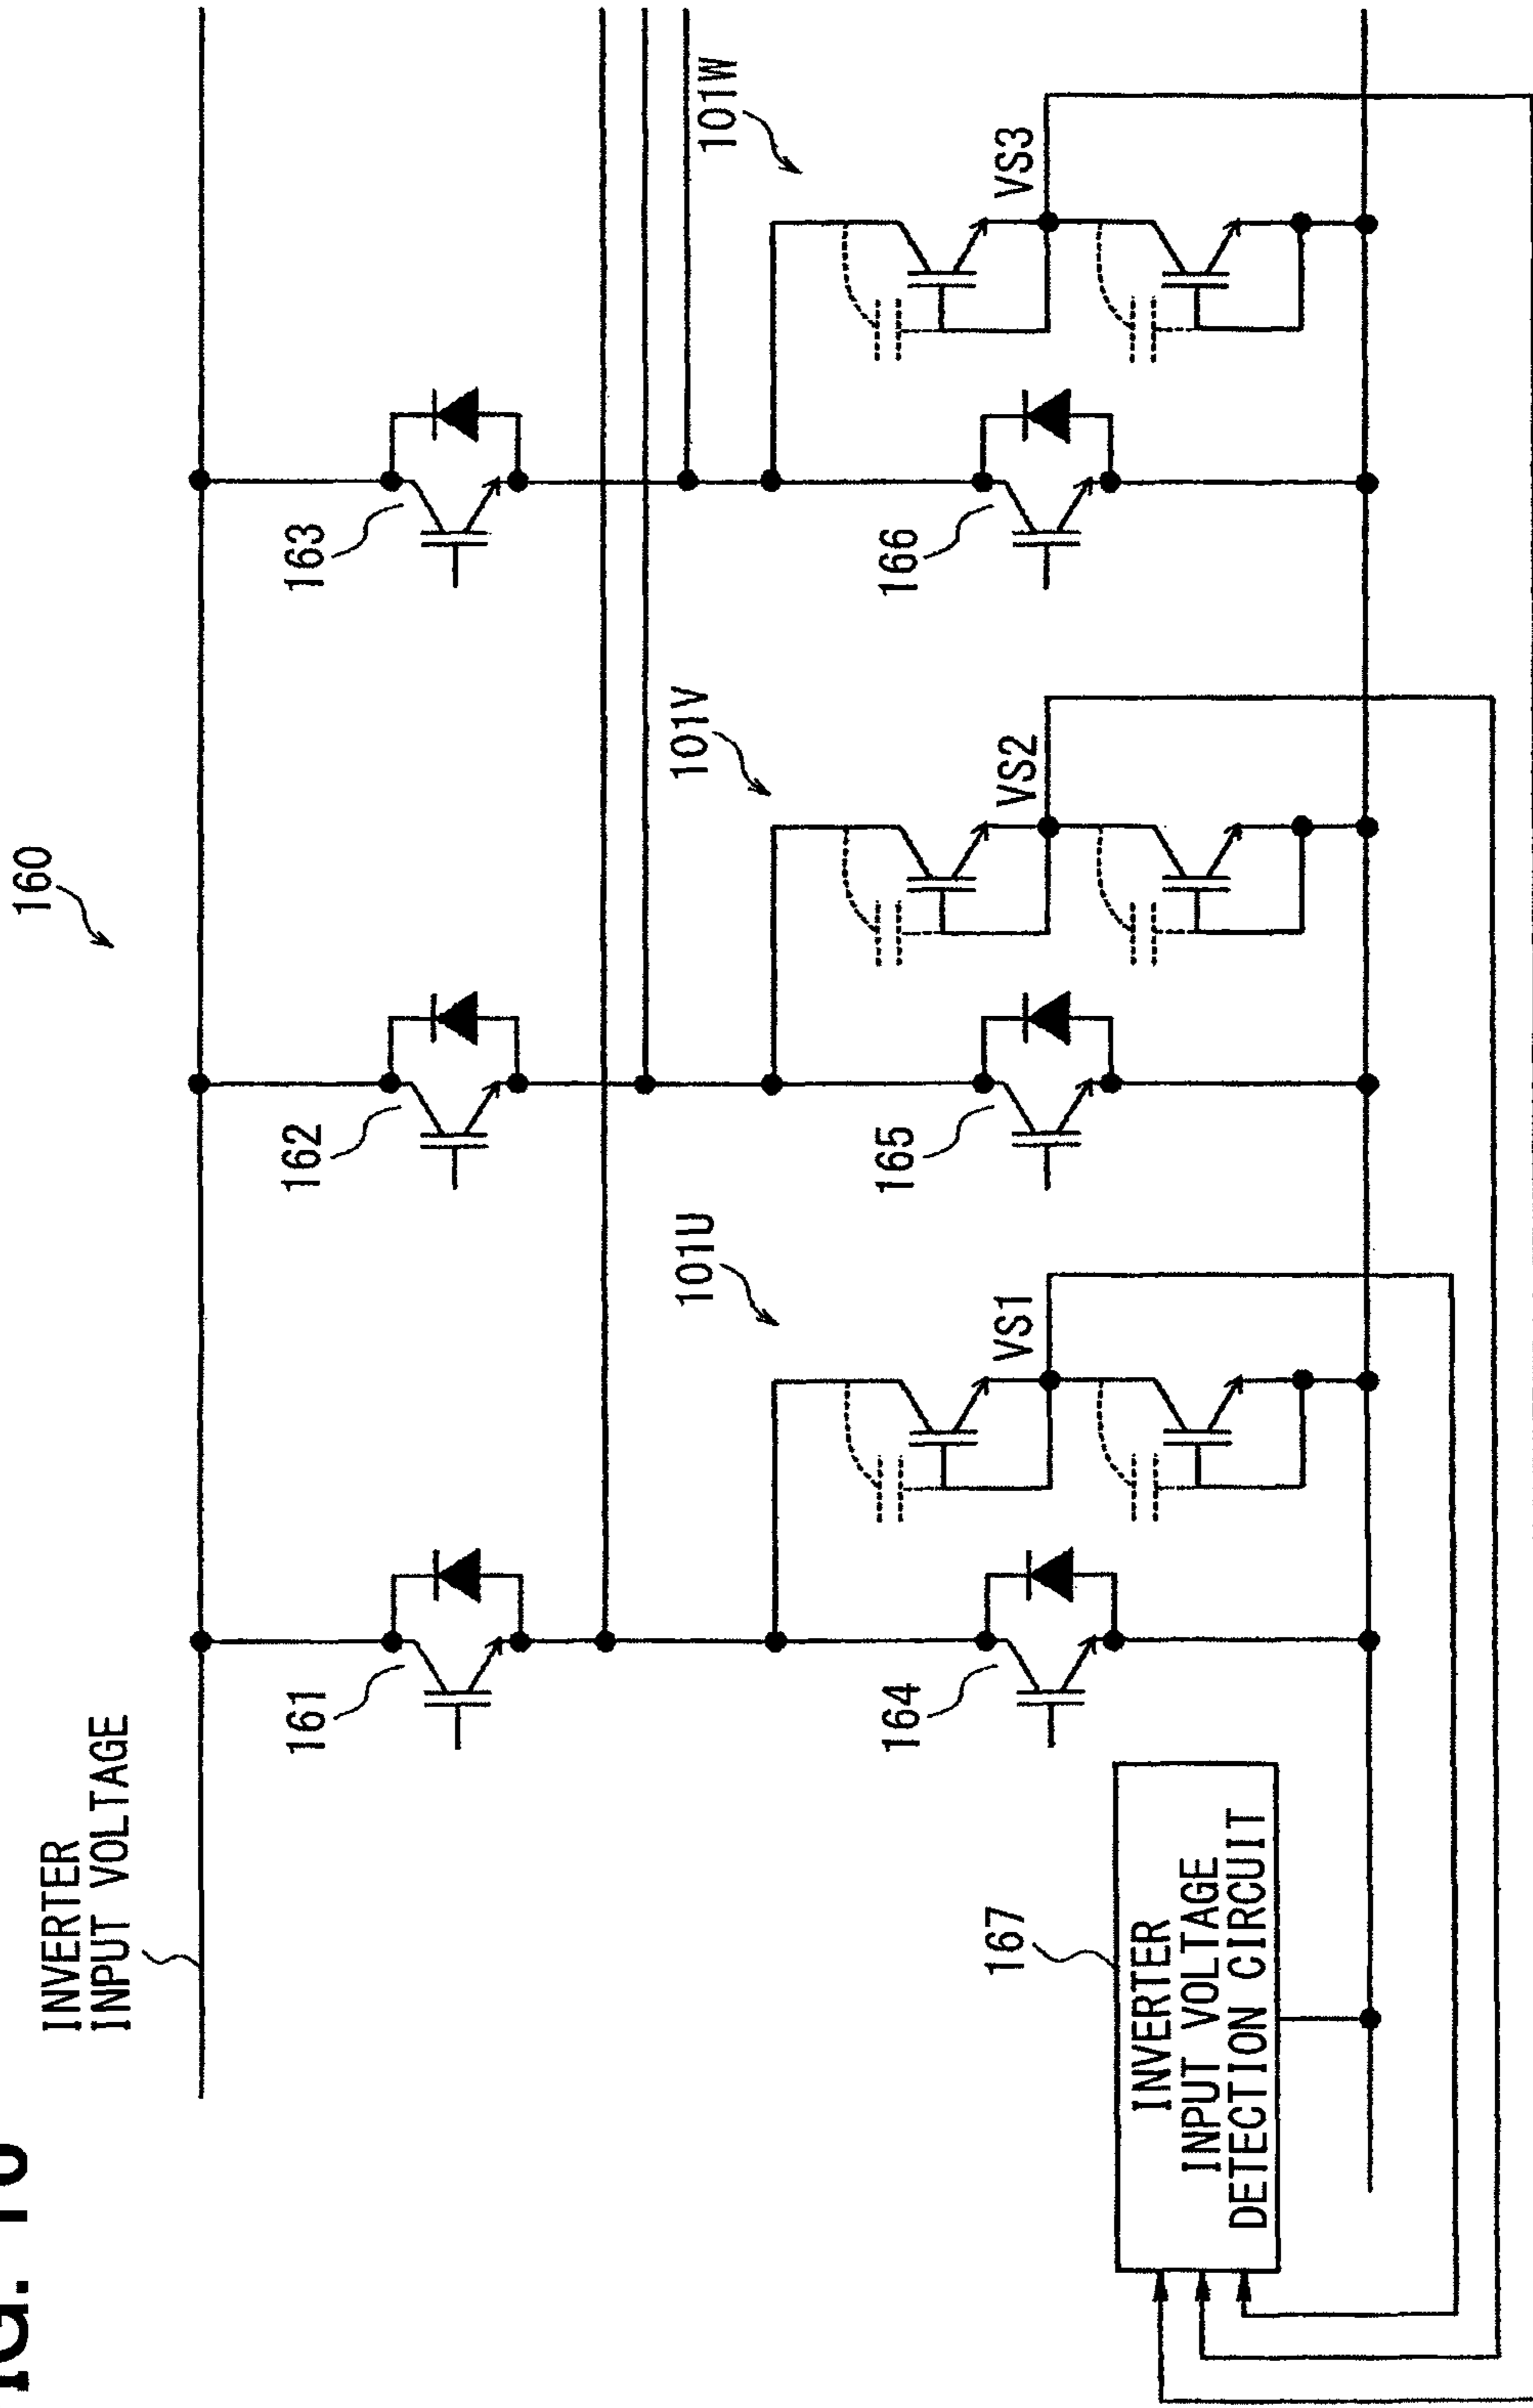 160
INVERTER
INPUT VOLTAGE
161
162
163
101U
101V
101W
164
165
166
VS1
VS2
VS3
167
INVERTER
INPUT VOLTAGE
DETECTION CIRCUIT